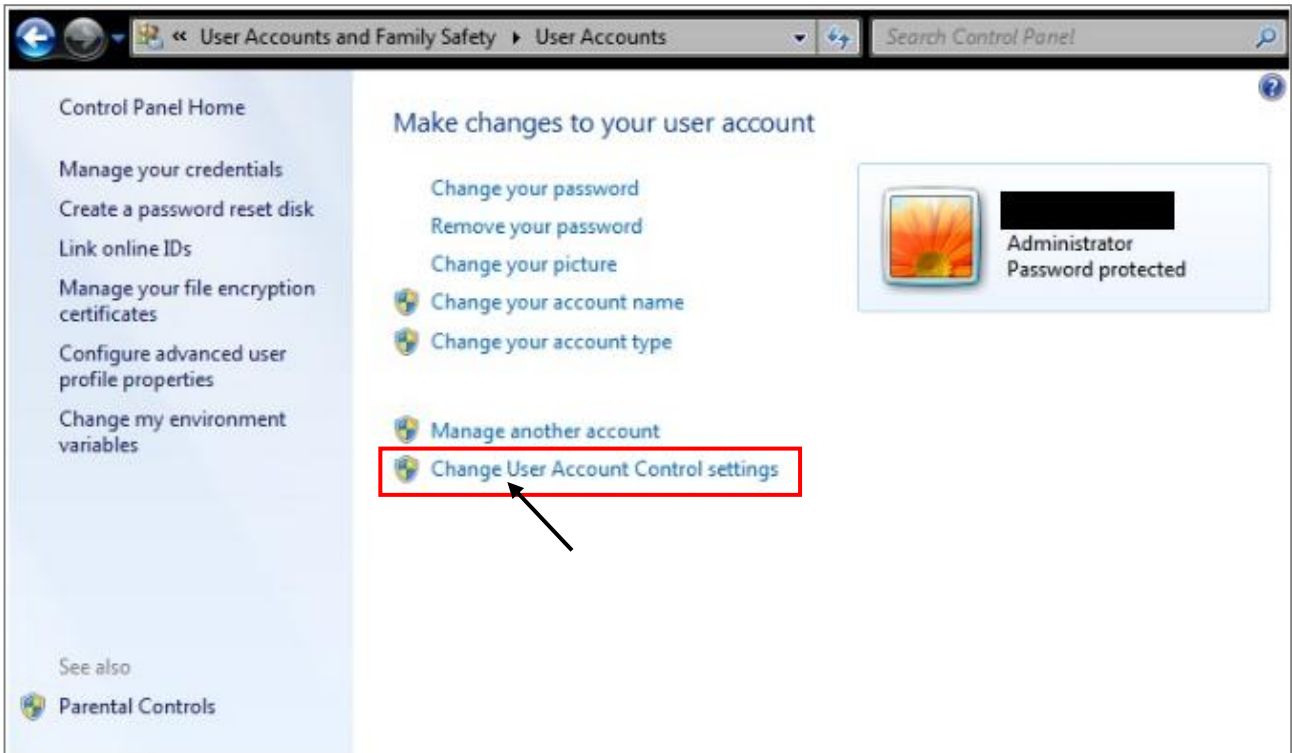 « User Accounts and Family Safety ▸ User Accounts
Search Control Panel
Control Panel Home
Manage your credentials
Create a password reset disk
Link online IDs
Manage your file encryption
certificates
Configure advanced user
profile properties
Change my environment
variables
See also
Parental Controls
Make changes to your user account
Change your password
Remove your password
Change your picture
Change your account name
Change your account type
Manage another account
Change User Account Control settings
Administrator
Password protected